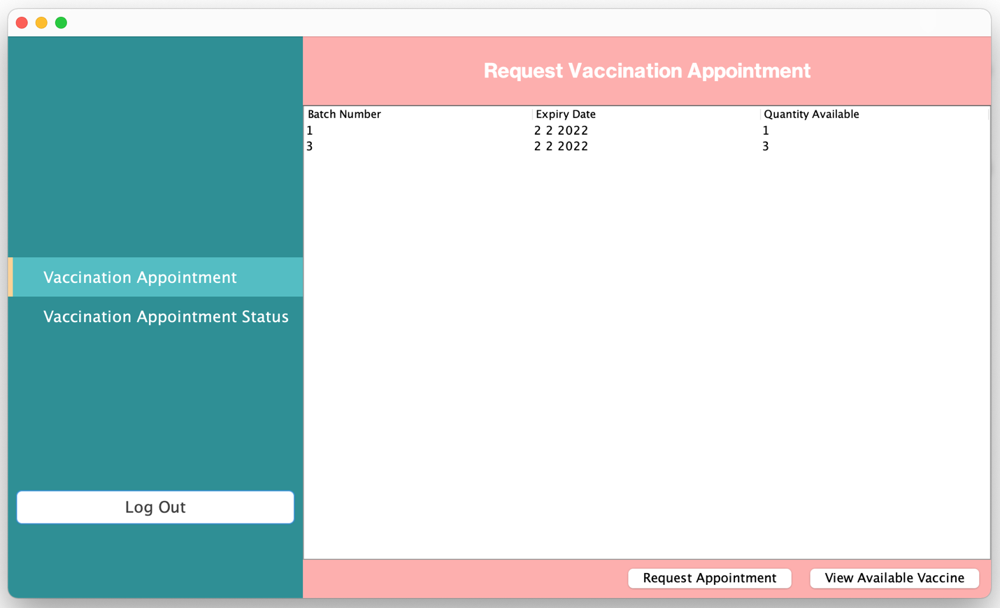 Request Vaccination Appointment
Batch Number Expiry Date Quantity Available
1 2 2 2022 1
3 2 2 2022 3
Vaccination Appointment
Vaccination Appointment Status
Log Out
Request Appointment View Available Vaccine